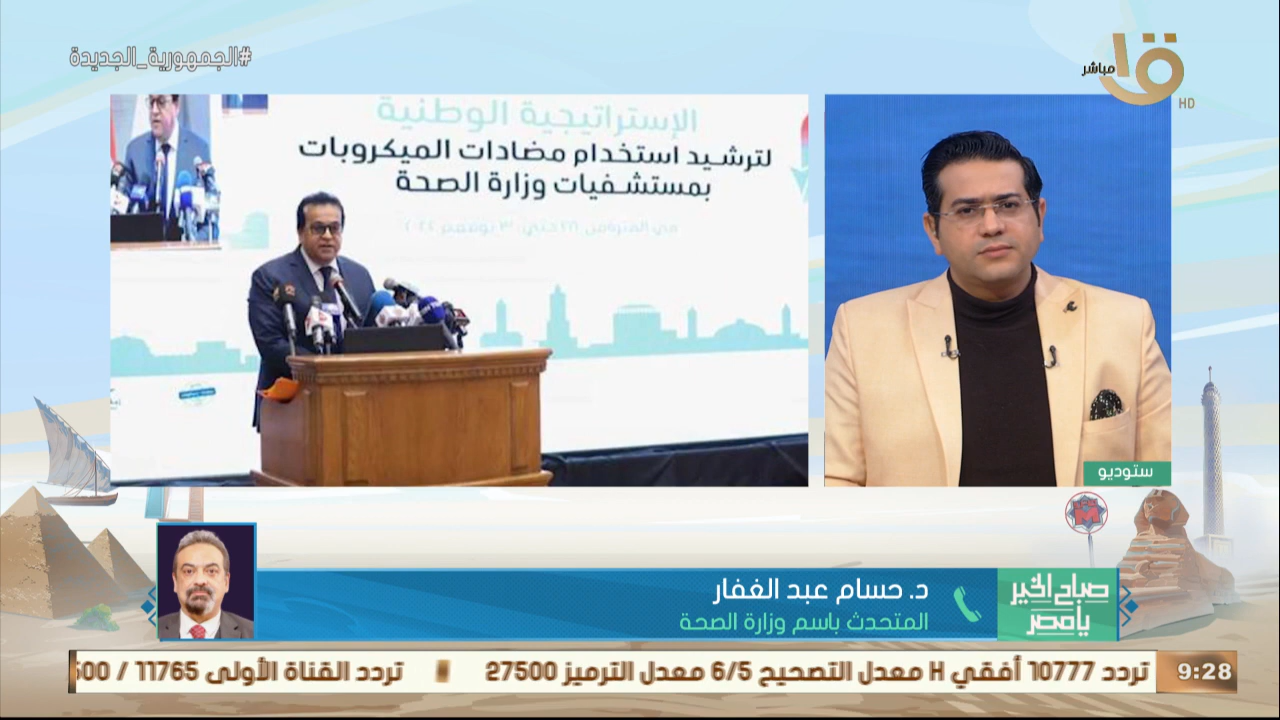 #الجمهورية_الجديدة
مباشر
HD
الإستراتيجية الوطنية
لترشيد استخدام مضادات الميكروبات
بمستشفيات وزارة الصحة
ستوديو
صباح الخير
يا مصر
د. حسام عبد الغفار
المتحدث باسم وزارة الصحة
9:28
تردد 10777 أفقي H معدل التصحيح 6/5 معدل الترميز 27500
تردد القناة الأولى 11765 / 500